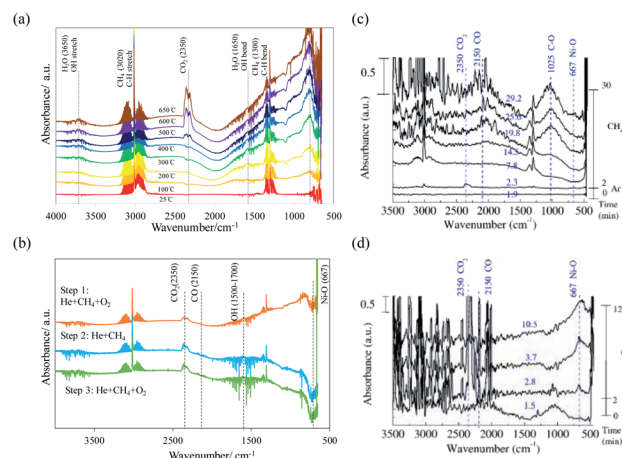 (a)
H₂O (3650)
OH stretch
CH₄ (3020)
C-H stretch
CO₂ (2350)
H₂O (1650)
OH bend
CH₄ (1300)
C-H bend
Absorbance/ a.u.
650℃
600℃
500℃
400℃
300℃
200℃
100℃
25℃
4000 3500 3000 2500 2000 1500 1000 500
Wavenumber/cm⁻¹
(b)
CO₂(2350)
CO (2150)
OH (1500-1700)
Ni-O (667)
Absorbance/ a.u.
Step 1:
He+CH₄+O₂
Step 2: He+CH₄
Step 3: He+CH₄+O₂
4000 2500 1500 500
Wavenumber/cm⁻¹
(c)
2350 CO₂
2150 CO
1025 C-O
667 Ni-O
0.5
Absorbance (a.u.)
29.2
19.8
7.8
2.3
1.9
30
CH₄
2
Ar
0
Time
(min)
3500 3000 2500 2000 1500 1000 500
Wavenumber (cm⁻¹)
(d)
2350 CO₂
2150 CO
667 Ni-O
0.5
Absorbance (a.u.)
10.5
3.7
2.8
1.5
12
2
0
Time
(min)
3500 3000 2500 2000 1500 1000 500
Wavenumber (cm⁻¹)